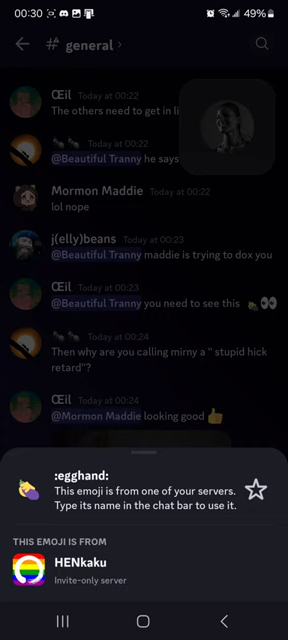 00:30
49%
# general ›
Œil Today at 00:22
The others need to get in li
Today at 00:22
@Beautiful Tranny he says
Mormon Maddie Today at 00:22
lol nope
j(elly)beans Today at 00:23
@Beautiful Tranny maddie is trying to dox you
Œil Today at 00:23
@Beautiful Tranny you need to see this
Today at 00:24
Then why are you calling mirny a " stupid hick
retard"?
Œil Today at 00:24
@Mormon Maddie looking good 👍
:egghand:
This emoji is from one of your servers.
Type its name in the chat bar to use it.
THIS EMOJI IS FROM
HENkaku
Invite-only server